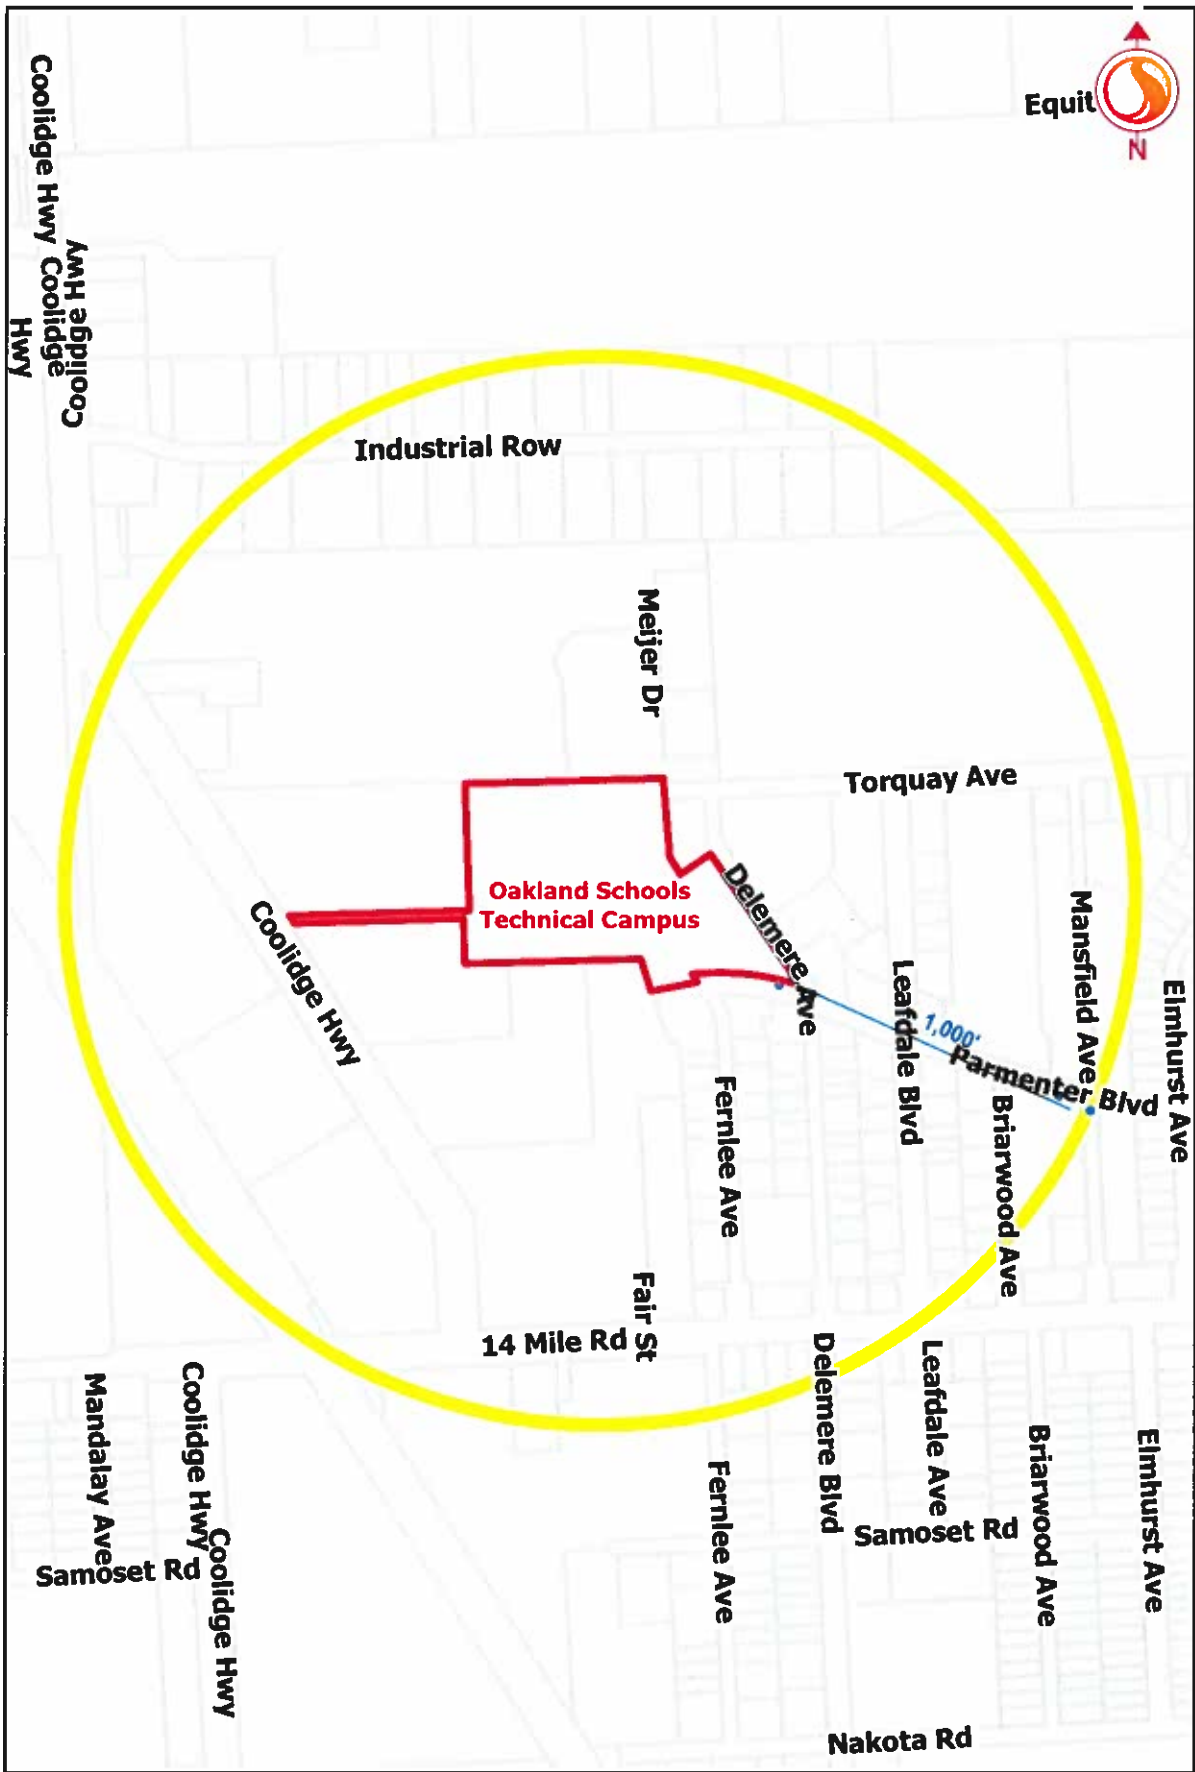 Equit
N
Coolidge Hwy
Coolidge
Hwy
Coolidge Hwy
Industrial Row
Meijer Dr
Torquay Ave
Oakland Schools
Technical Campus
Delemere Ave
Mansfield Ave
Elmhurst Ave
Leafdale Blvd
1,000'
Parmenter Blvd
Coolidge Hwy
Fernlee Ave
Briarwood Ave
Fair St
14 Mile Rd
Delemere Blvd
Leafdale Ave
Mandalay Ave
Coolidge Hwy
Briarwood Ave
Elmhurst Ave
Fernlee Ave
Samoset Rd
Samoset Rd
Coolidge Hwy
Nakota Rd